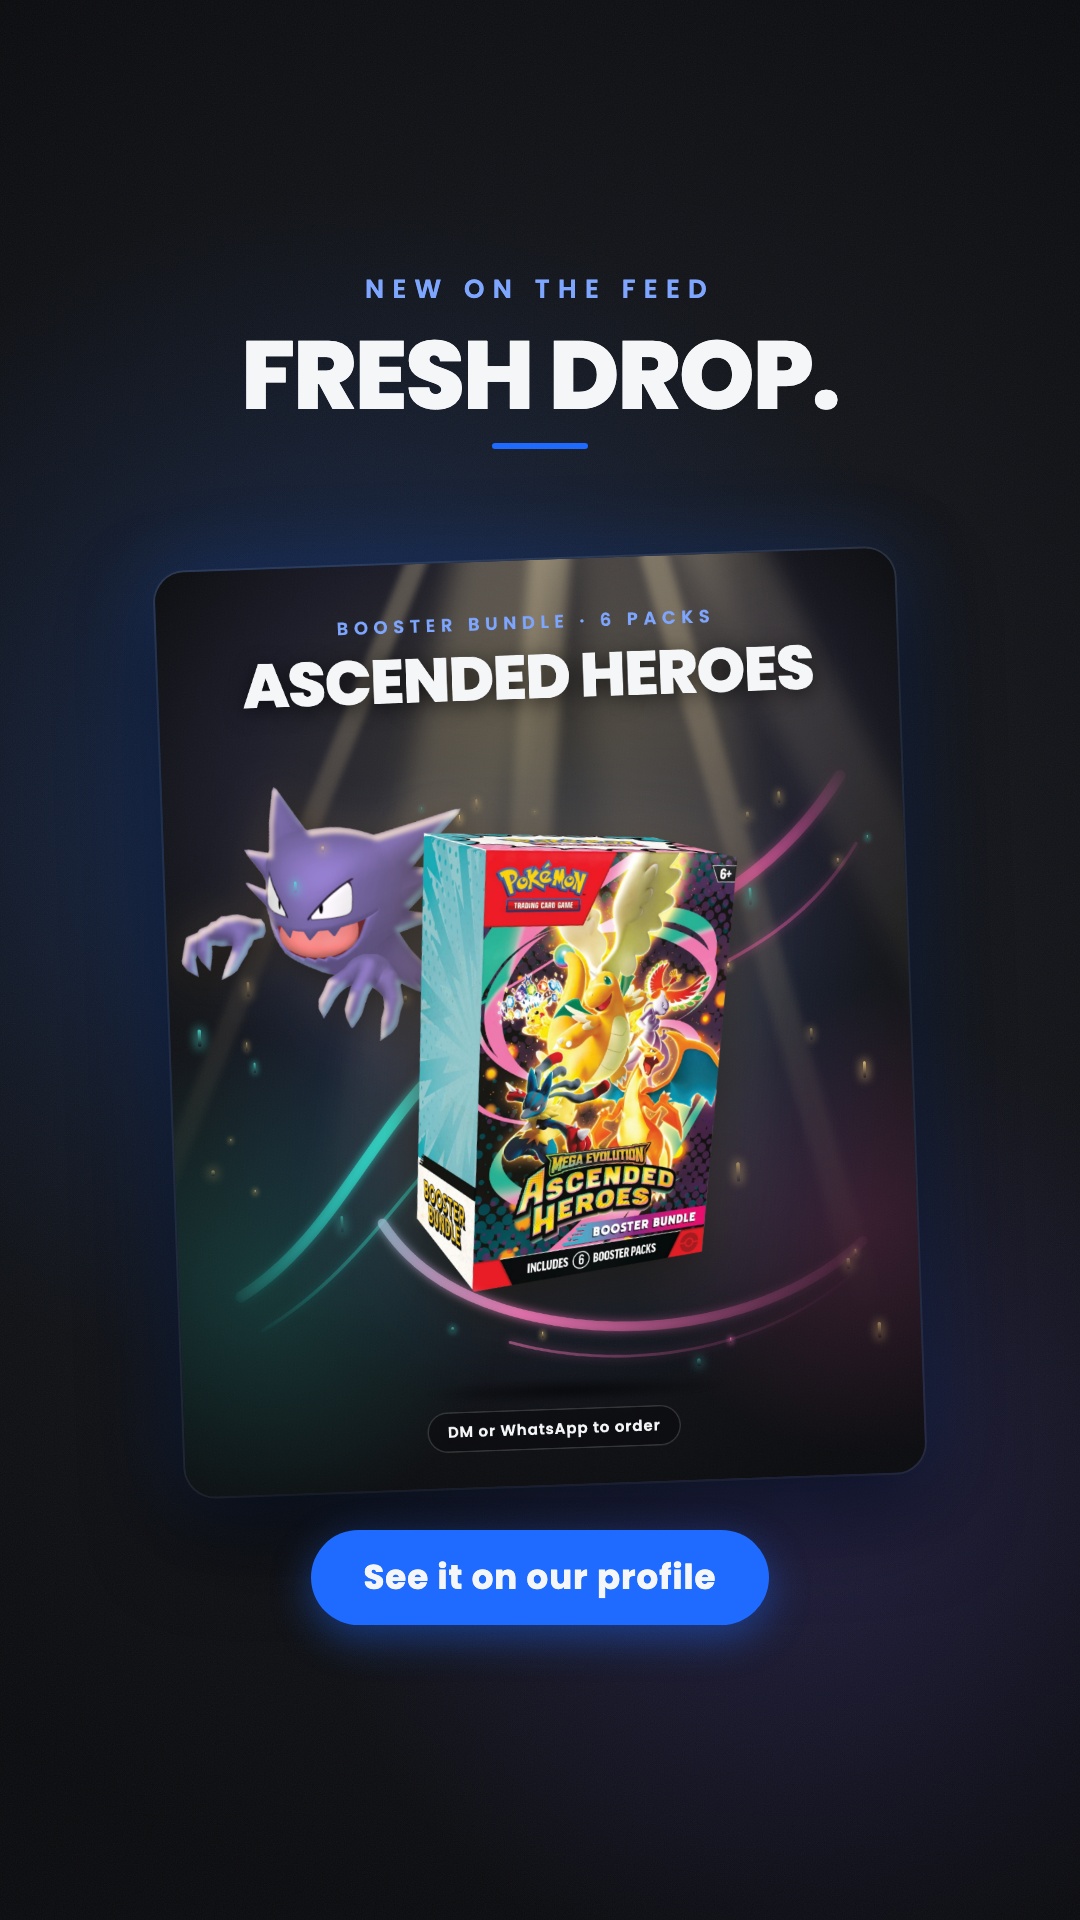 NEW ON THE FEED
FRESH DROP.
BOOSTER BUNDLE · 6 PACKS
ASCENDED HEROES
6+
POKéMON
TRADING CARD GAME
MEGA EVOLUTION
ASCENDED
HEROES
BOOSTER
BUNDLE
BOOSTER BUNDLE
INCLUDES 6 BOOSTER PACKS
DM or WhatsApp to order
See it on our profile